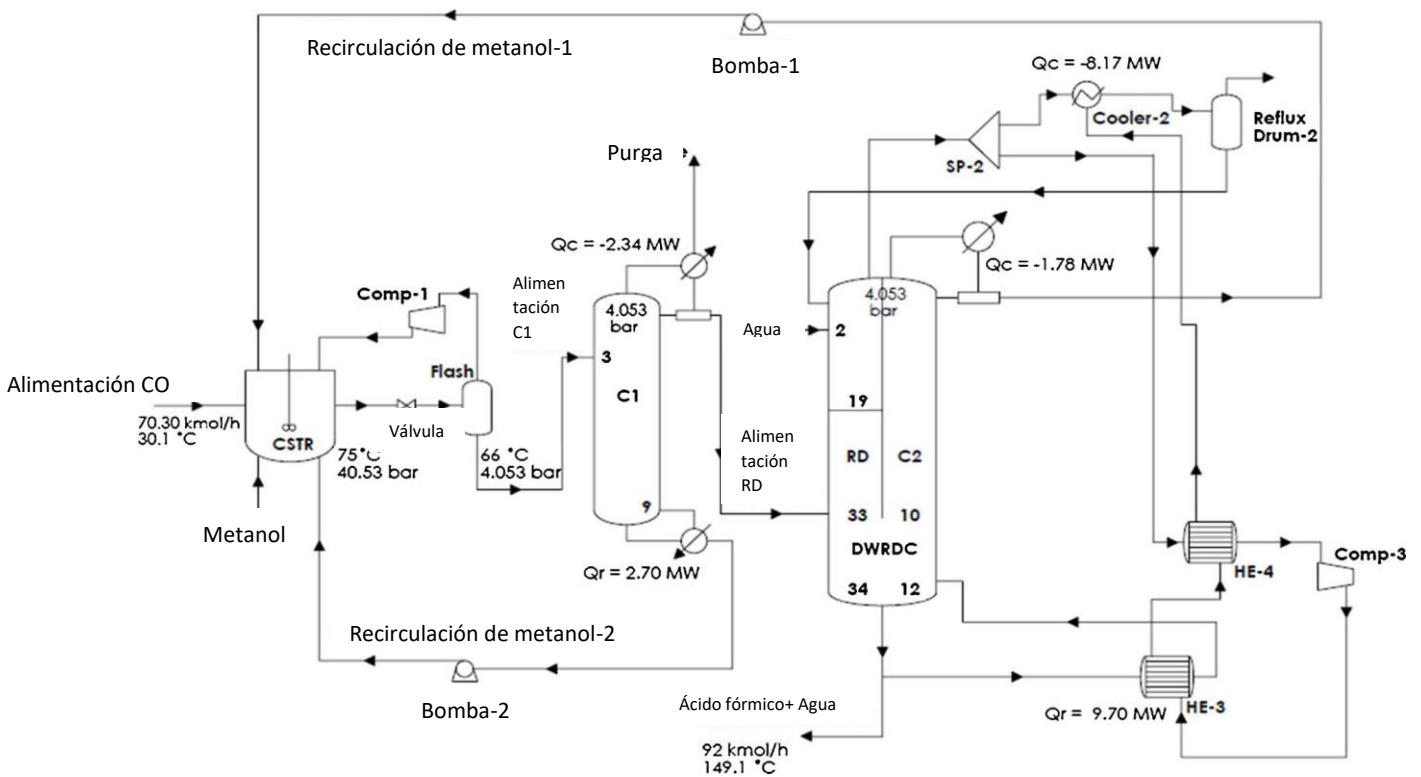 Recirculación de metanol-1
Bomba-1
Qc = -8.17 MW
Cooler-2
Reflux
Drum-2
SP-2
Purga
Qc = -2.34 MW
Qc = -1.78 MW
Comp-1
Alimen
tación
C1
4.053
bar
4.053
bar
Agua
2
3
Flash
C1
Alimentación CO
70.30 kmol/h
30.1 °C
CSTR
Válvula
75°C
40.53 bar
66 °C
4.053 bar
19
Alimen
tación
RD
RD
C2
9
33
10
DWRDC
Metanol
Qr = 2.70 MW
34
12
HE-4
Comp-3
Recirculación de metanol-2
Bomba-2
Ácido fórmico+ Agua
92 kmol/h
149.1 °C
Qr = 9.70 MW
HE-3